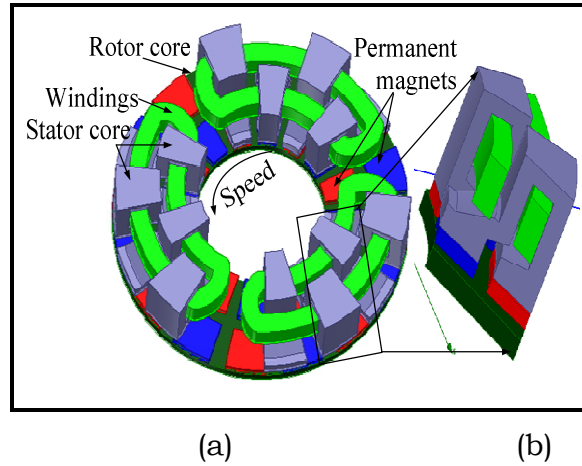 Rotor core
Permanent
magnets
Windings
Stator core
Speed
(a)
(b)